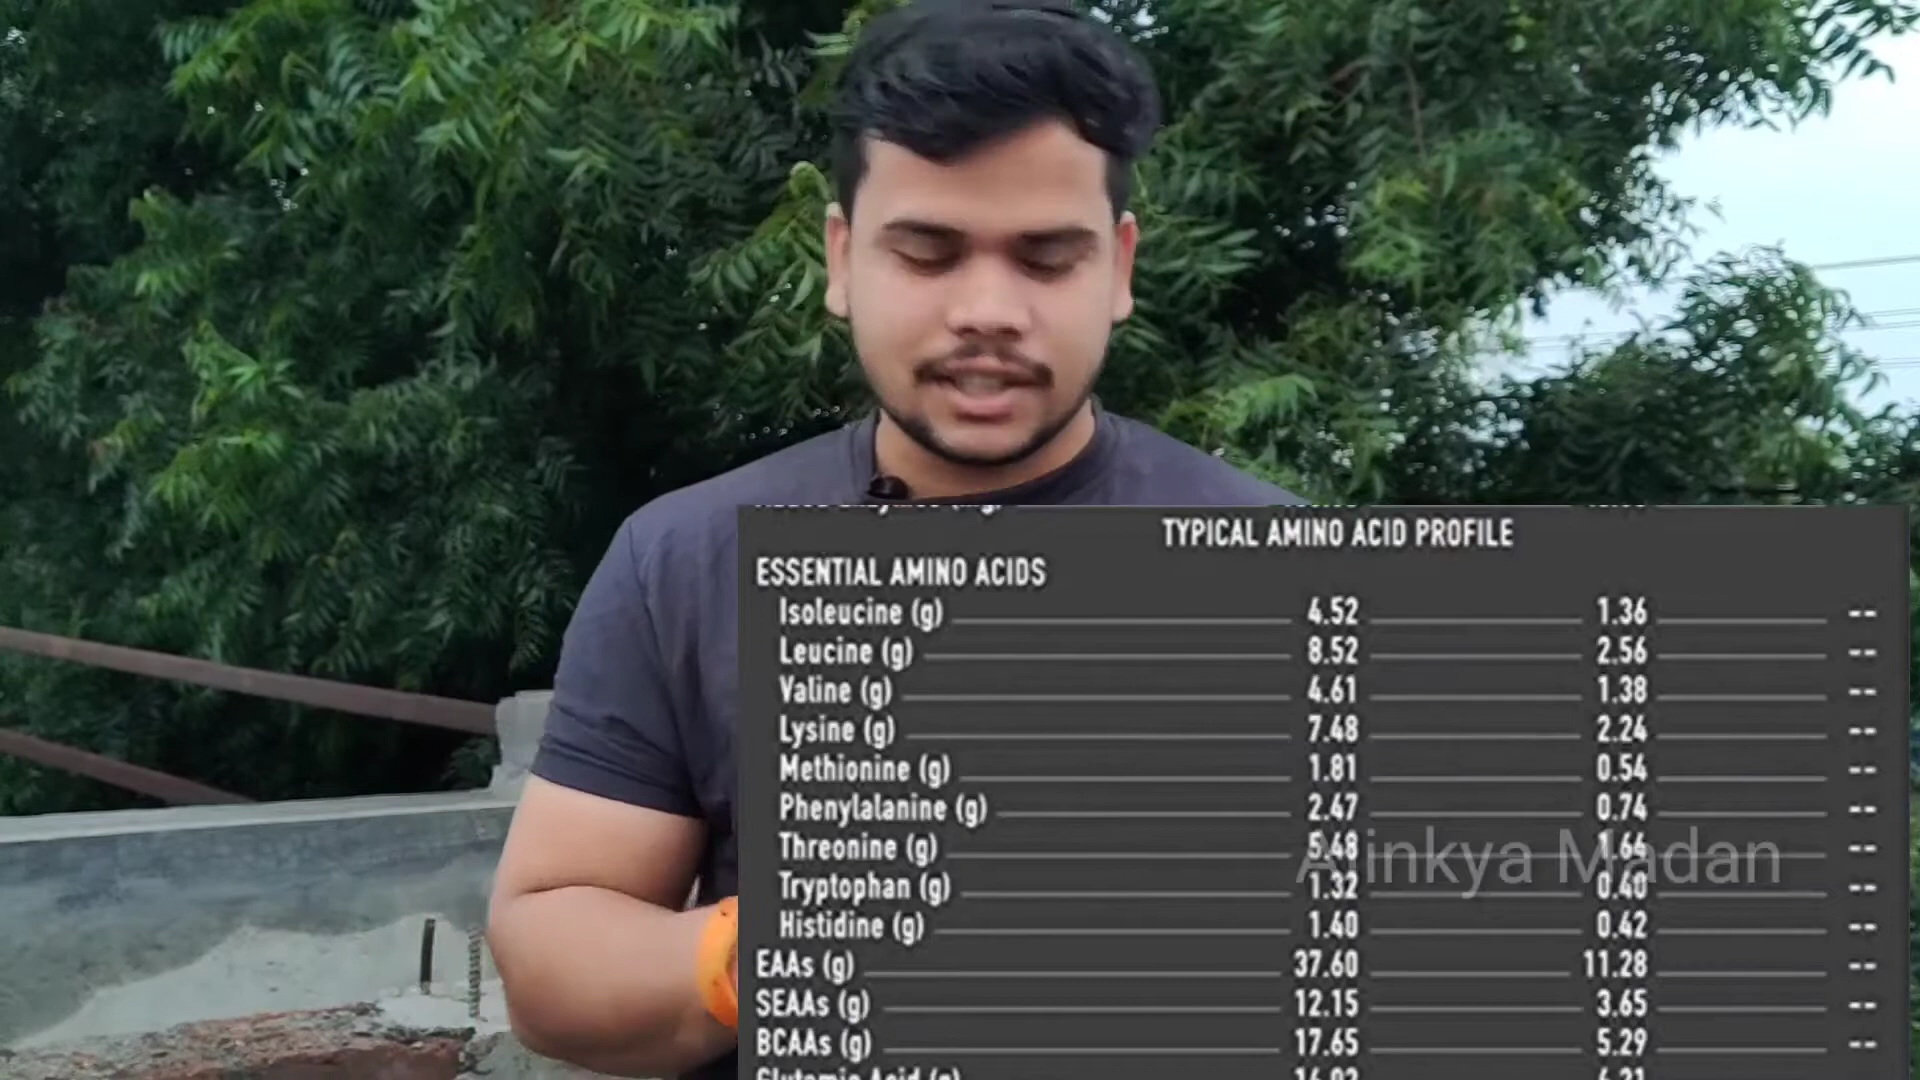 TYPICAL AMINO ACID PROFILE
ESSENTIAL AMINO ACIDS
Isoleucine (g) 4.52 1.36 --
Leucine (g) 8.52 2.56 --
Valine (g) 4.61 1.38 --
Lysine (g) 7.48 2.24 --
Methionine (g) 1.81 0.54 --
Phenylalanine (g) 2.47 0.74 --
Threonine (g) 5.48 1.64 --
Ajinkya Madan
Tryptophan (g) 1.32 0.40 --
Histidine (g) 1.40 0.42 --
EAAs (g) 37.60 11.28 --
SEAAs (g) 12.15 3.65 --
BCAAs (g) 17.65 5.29 --